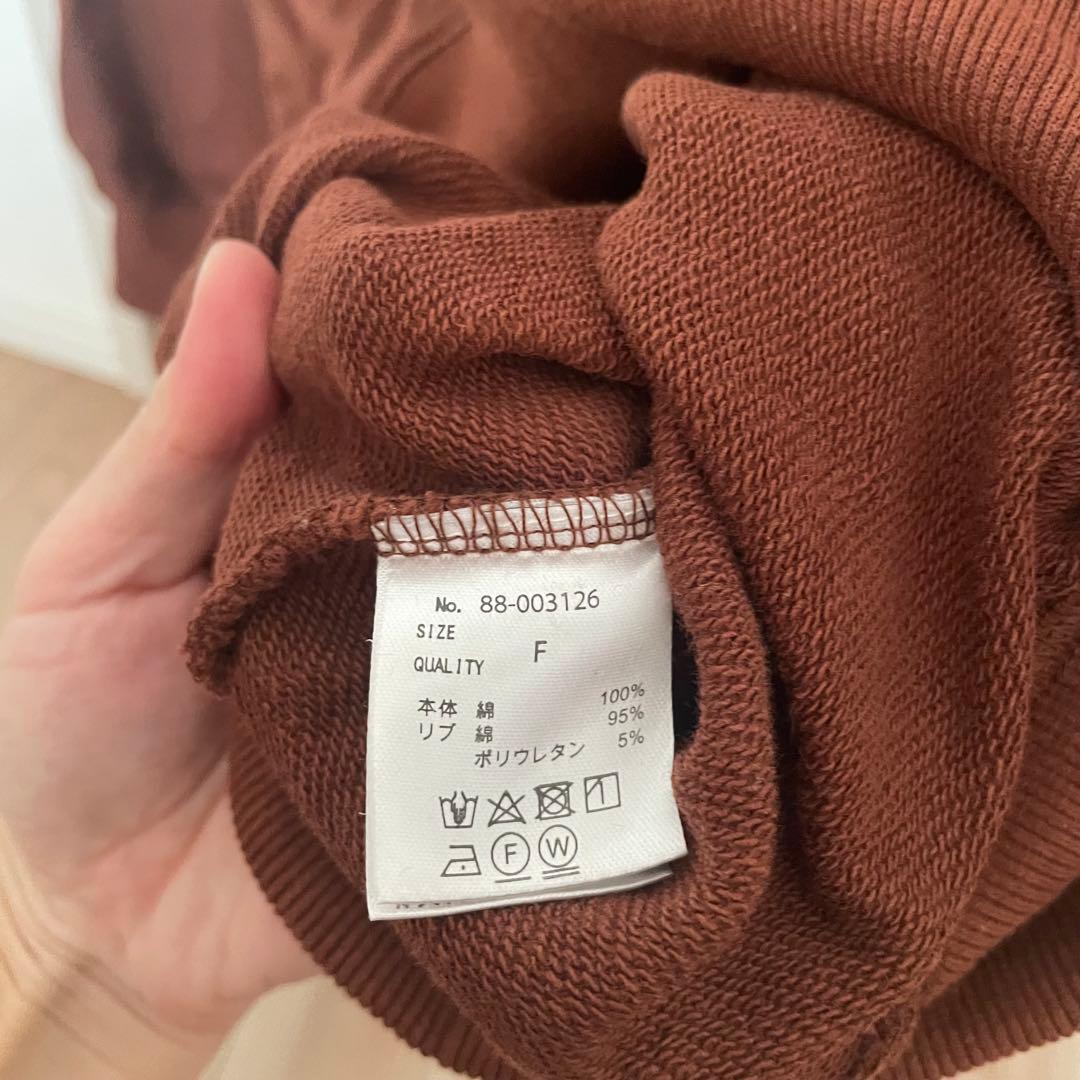 No. 88-003126
SIZE
F
QUALITY
本体 綿 100%
リブ 綿 95%
ポリウレタン 5%
F W